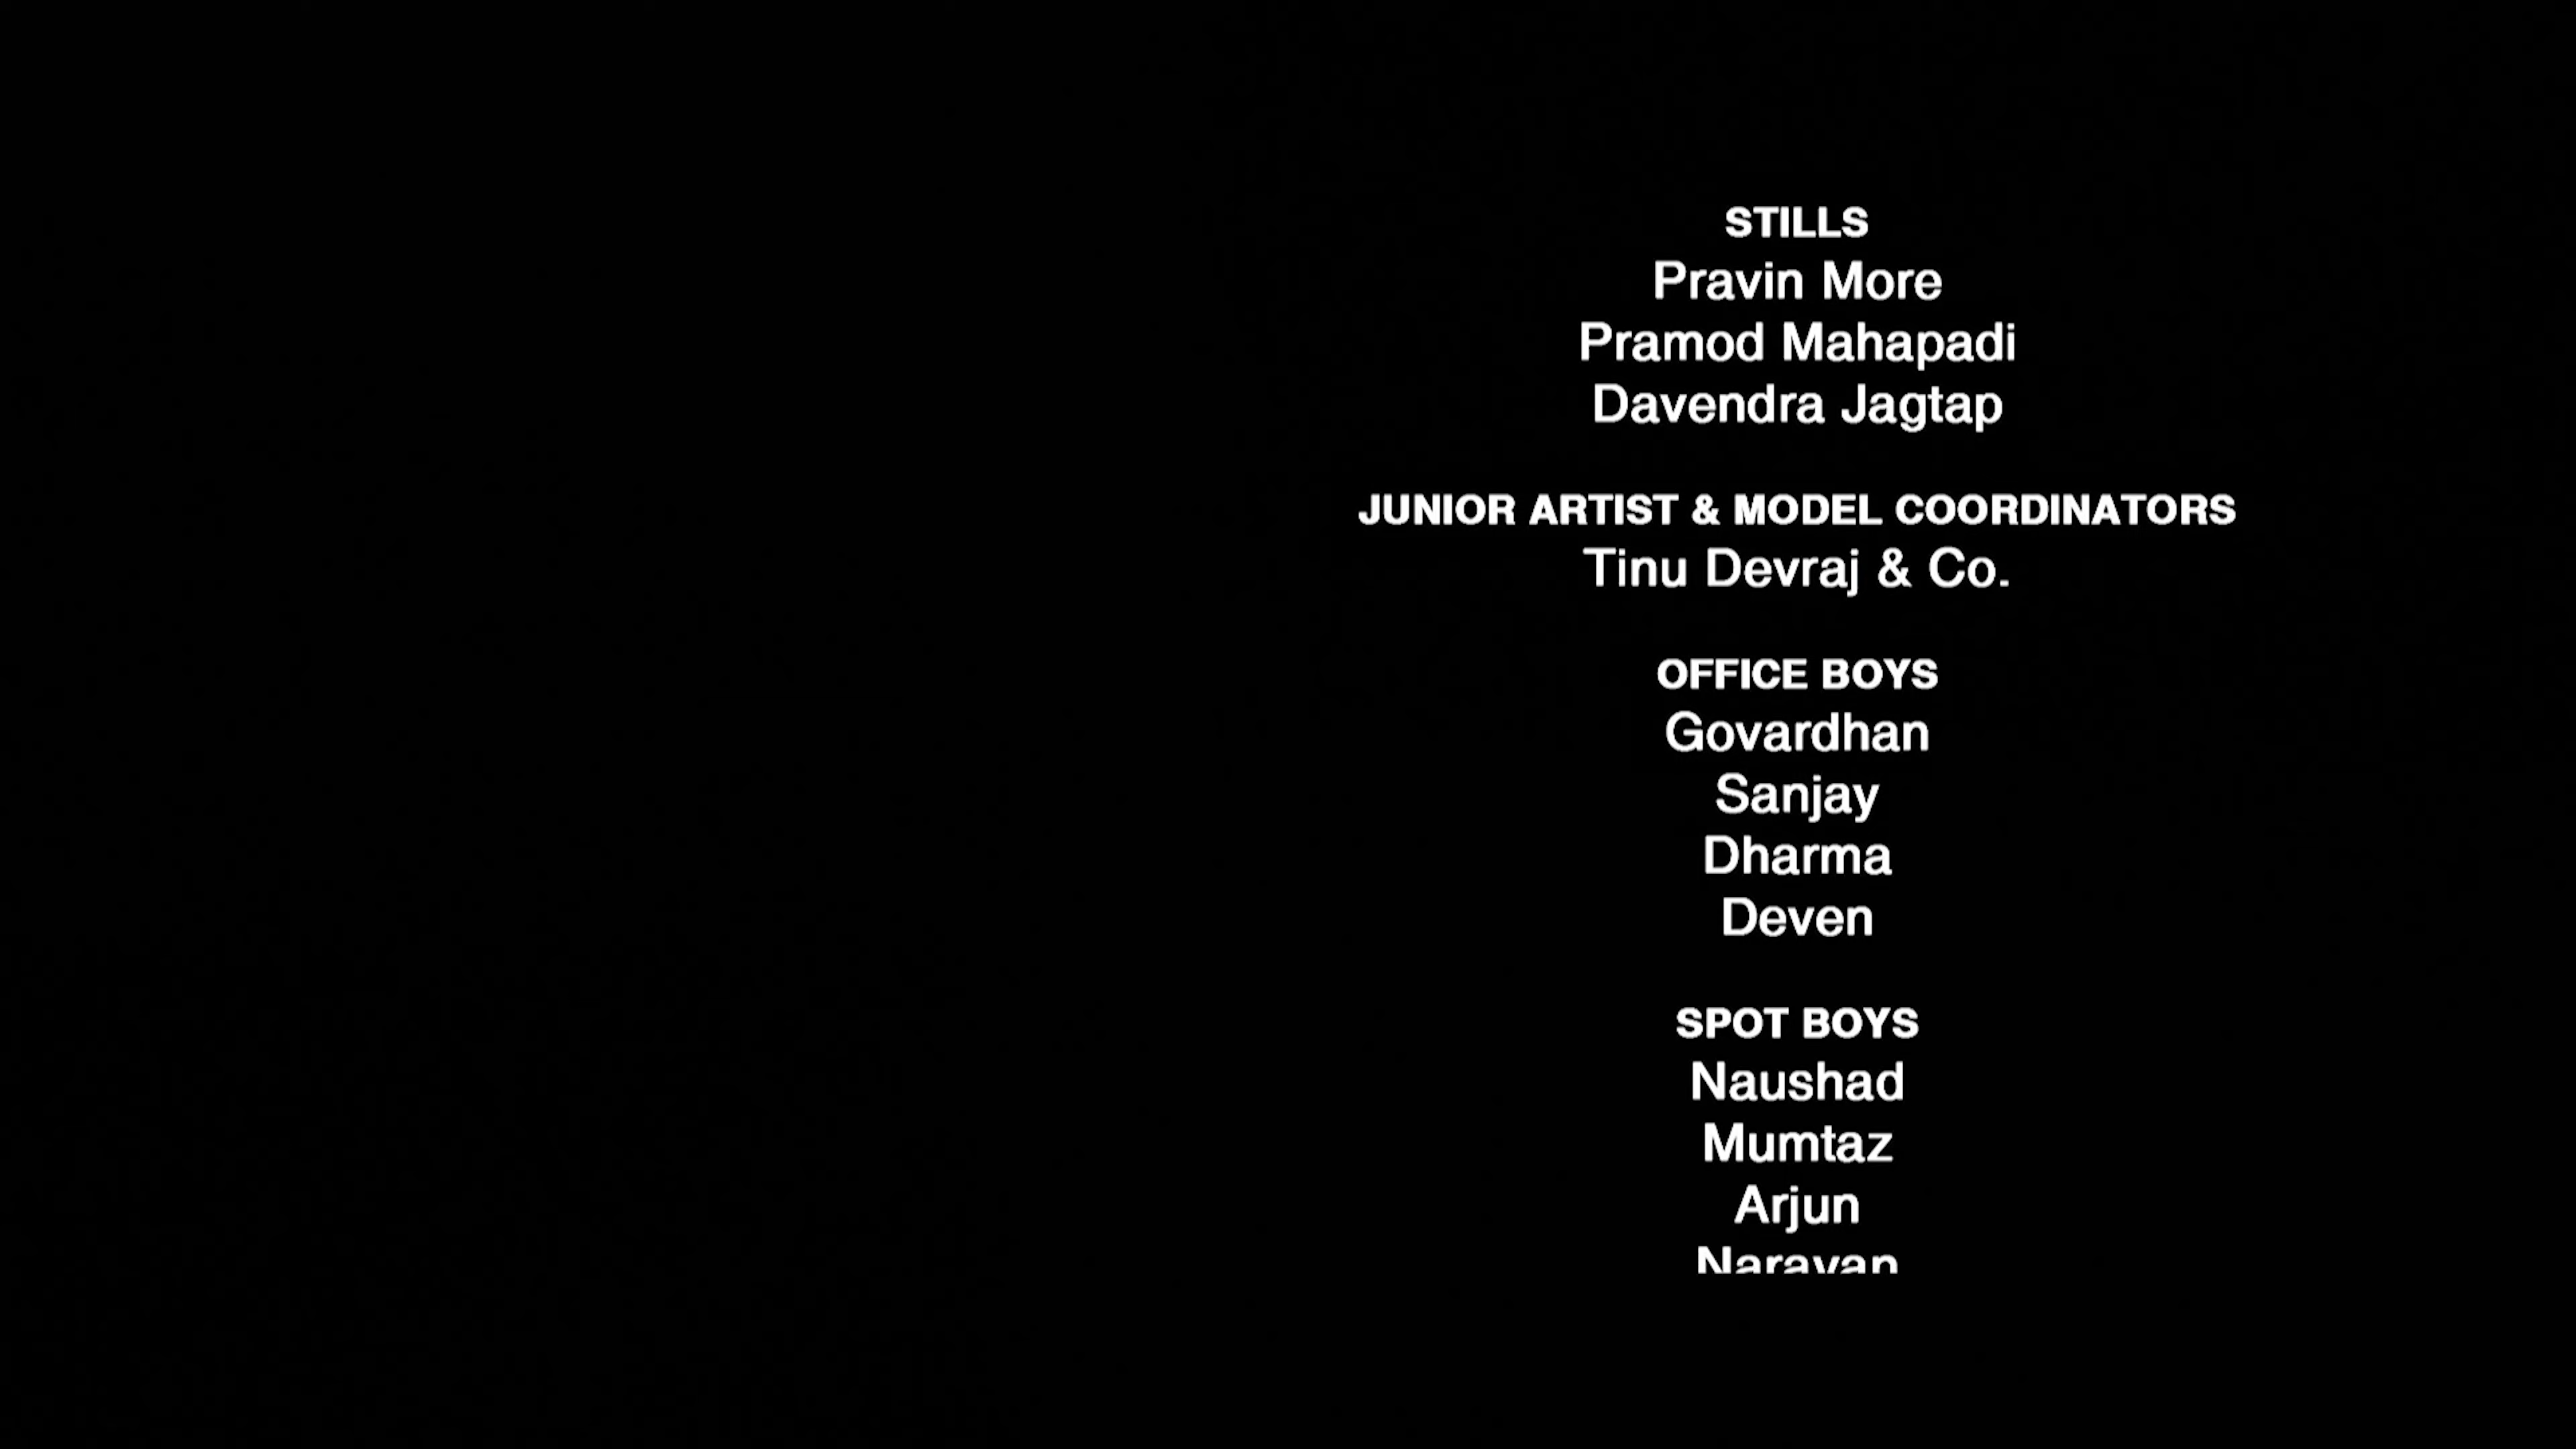 STILLS
Pravin More
Pramod Mahapadi
Davendra Jagtap
JUNIOR ARTIST & MODEL COORDINATORS
Tinu Devraj & Co.
OFFICE BOYS
Govardhan
Sanjay
Dharma
Deven
SPOT BOYS
Naushad
Mumtaz
Arjun
Narayan